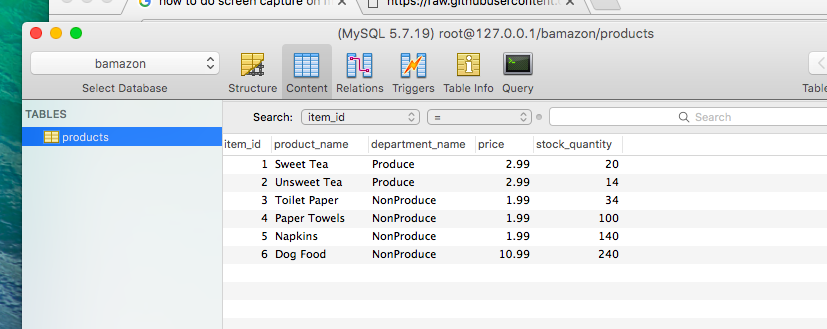 how to do screen capture on m
https://raw.githubusercontent.c
(MySQL 5.7.19) root@127.0.0.1/bamazon/products
bamazon
Select Database
Structure Content Relations Triggers Table Info Query
Table
TABLES
products
Search: item_id = Search
item_id product_name department_name price stock_quantity
1 Sweet Tea Produce 2.99 20
2 Unsweet Tea Produce 2.99 14
3 Toilet Paper NonProduce 1.99 34
4 Paper Towels NonProduce 1.99 100
5 Napkins NonProduce 1.99 140
6 Dog Food NonProduce 10.99 240